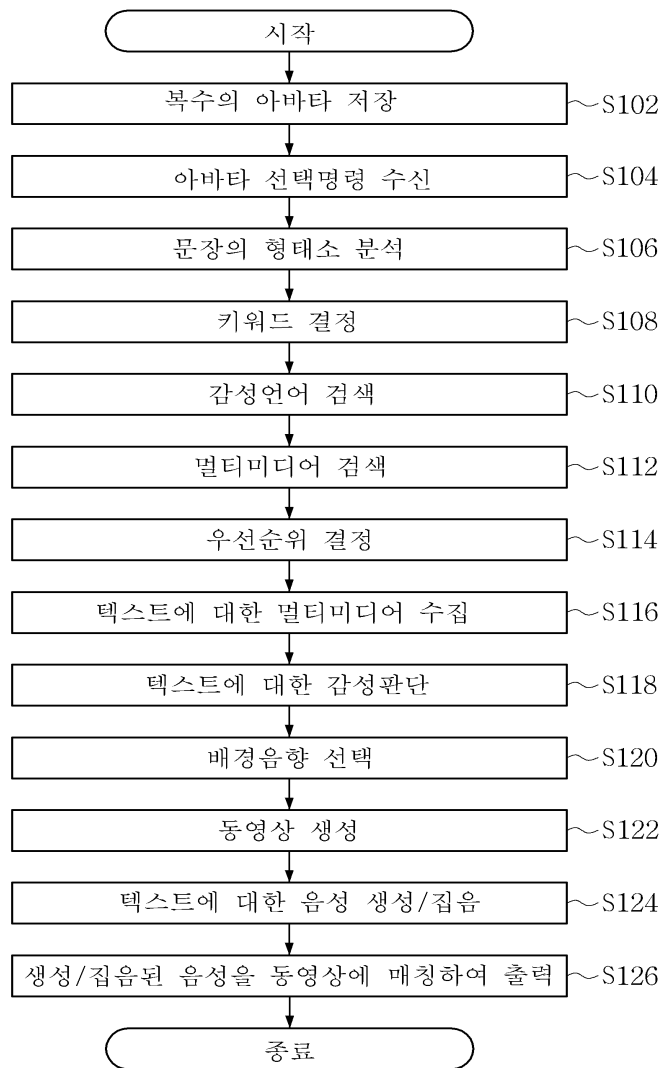 시작
복수의 아바타 저장 S102
아바타 선택명령 수신 S104
문장의 형태소 분석 S106
키워드 결정 S108
감성언어 검색 S110
멀티미디어 검색 S112
우선순위 결정 S114
텍스트에 대한 멀티미디어 수집 S116
텍스트에 대한 감성판단 S118
배경음향 선택 S120
동영상 생성 S122
텍스트에 대한 음성 생성/집음 S124
생성/집음된 음성을 동영상에 매칭하여 출력 S126
종료